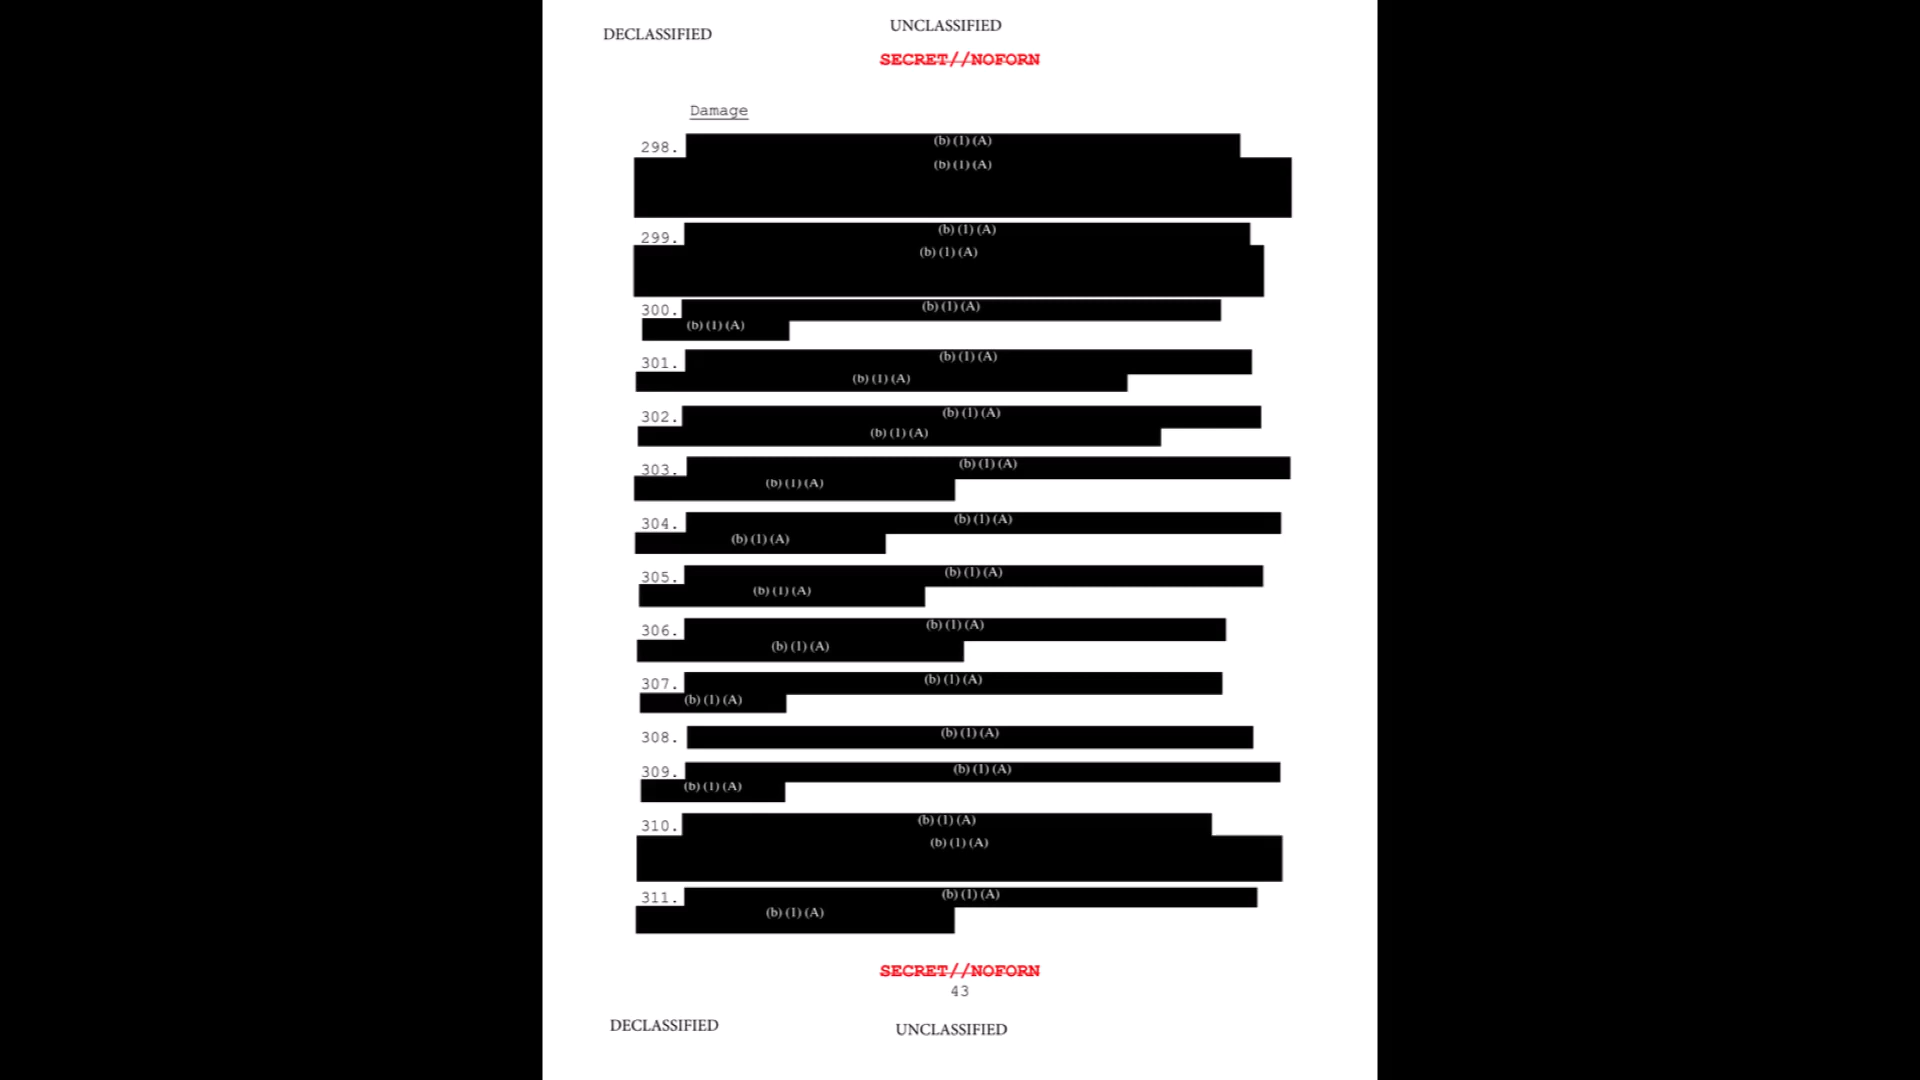 DECLASSIFIED
UNCLASSIFIED
SECRET//NOFORN
Damage
298. (b) (1) (A)
(b) (1) (A)
299. (b) (1) (A)
(b) (1) (A)
300. (b) (1) (A)
(b) (1) (A)
301. (b) (1) (A)
(b) (1) (A)
302. (b) (1) (A)
(b) (1) (A)
303. (b) (1) (A)
(b) (1) (A)
304. (b) (1) (A)
(b) (1) (A)
305. (b) (1) (A)
(b) (1) (A)
306. (b) (1) (A)
(b) (1) (A)
307. (b) (1) (A)
(b) (1) (A)
308. (b) (1) (A)
309. (b) (1) (A)
(b) (1) (A)
310. (b) (1) (A)
(b) (1) (A)
311. (b) (1) (A)
(b) (1) (A)
SECRET//NOFORN
43
DECLASSIFIED
UNCLASSIFIED